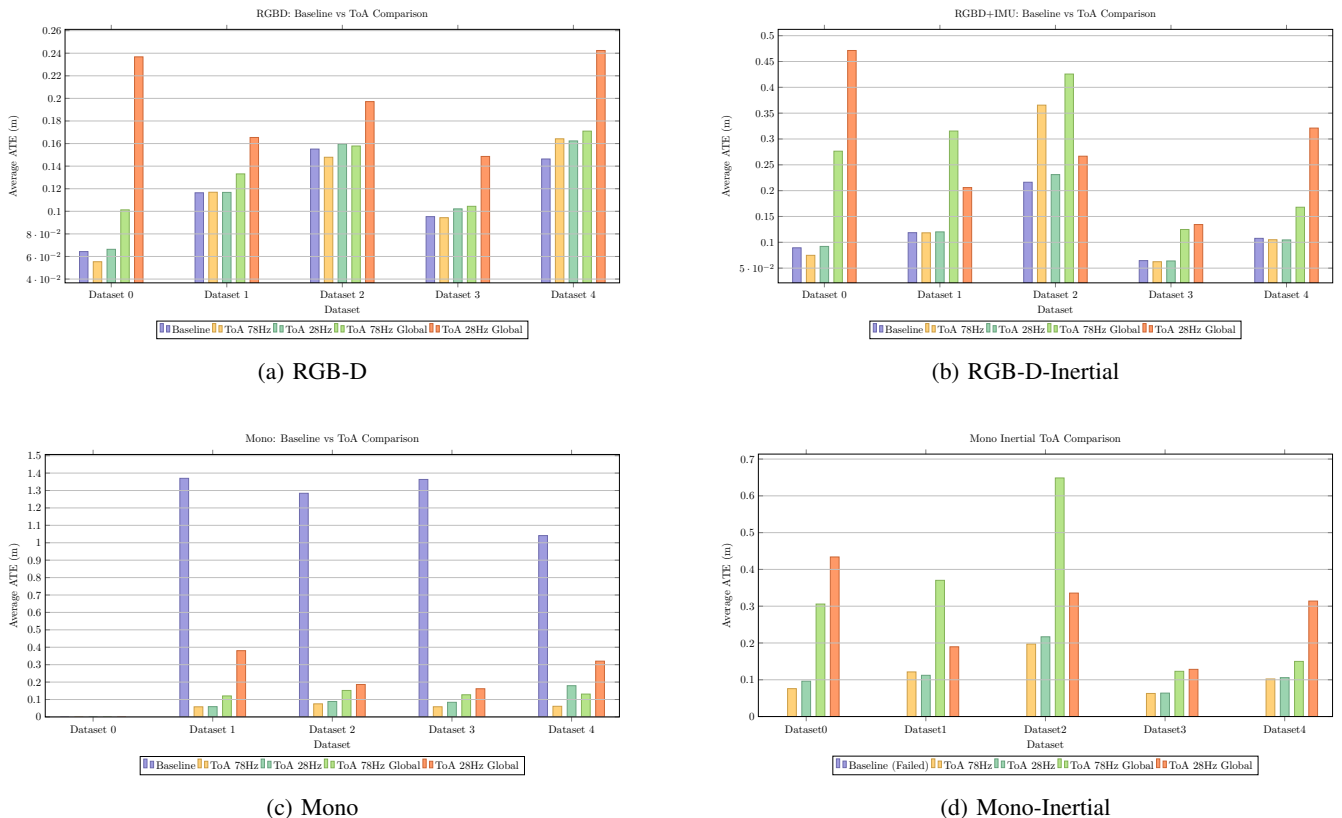 RGBD: Baseline vs ToA Comparison
0.26
0.24
0.22
0.2
0.18
0.16
0.14
0.12
0.1
8 · 10⁻²
6 · 10⁻²
4 · 10⁻²
Average ATE (m)
Dataset 0 Dataset 1 Dataset 2 Dataset 3 Dataset 4
Dataset
Baseline ToA 78Hz ToA 28Hz ToA 78Hz Global ToA 28Hz Global
(a) RGB-D
RGBD+IMU: Baseline vs ToA Comparison
0.5
0.45
0.4
0.35
0.3
0.25
0.2
0.15
0.1
5 · 10⁻²
Average ATE (m)
Dataset 0 Dataset 1 Dataset 2 Dataset 3 Dataset 4
Dataset
Baseline ToA 78Hz ToA 28Hz ToA 78Hz Global ToA 28Hz Global
(b) RGB-D-Inertial
Mono: Baseline vs ToA Comparison
1.5
1.4
1.3
1.2
1.1
1
0.9
0.8
0.7
0.6
0.5
0.4
0.3
0.2
0.1
0
Average ATE (m)
Dataset 0 Dataset 1 Dataset 2 Dataset 3 Dataset 4
Dataset
Baseline ToA 78Hz ToA 28Hz ToA 78Hz Global ToA 28Hz Global
(c) Mono
Mono Inertial ToA Comparison
0.7
0.6
0.5
0.4
0.3
0.2
0.1
0
Average ATE (m)
Dataset0 Dataset1 Dataset2 Dataset3 Dataset4
Dataset
Baseline (Failed) ToA 78Hz ToA 28Hz ToA 78Hz Global ToA 28Hz Global
(d) Mono-Inertial